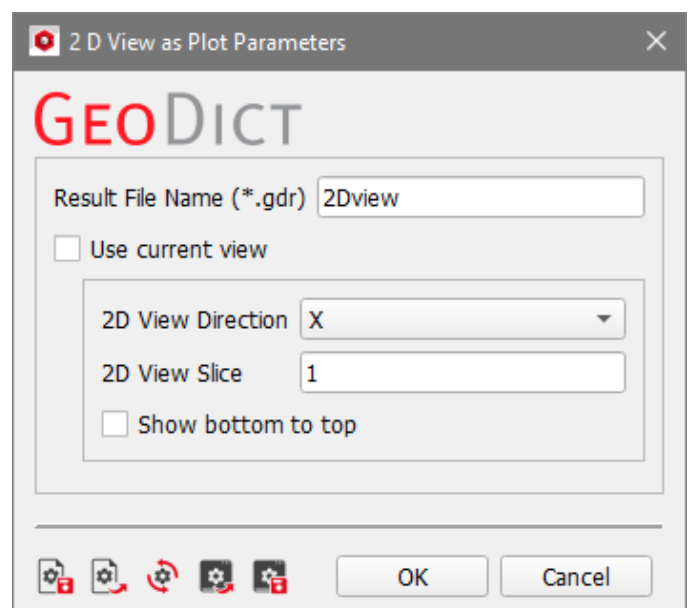 2 D View as Plot Parameters
GEODICT
Result File Name (*.gdr) 2Dview
Use current view
2D View Direction X
2D View Slice 1
Show bottom to top
OK Cancel